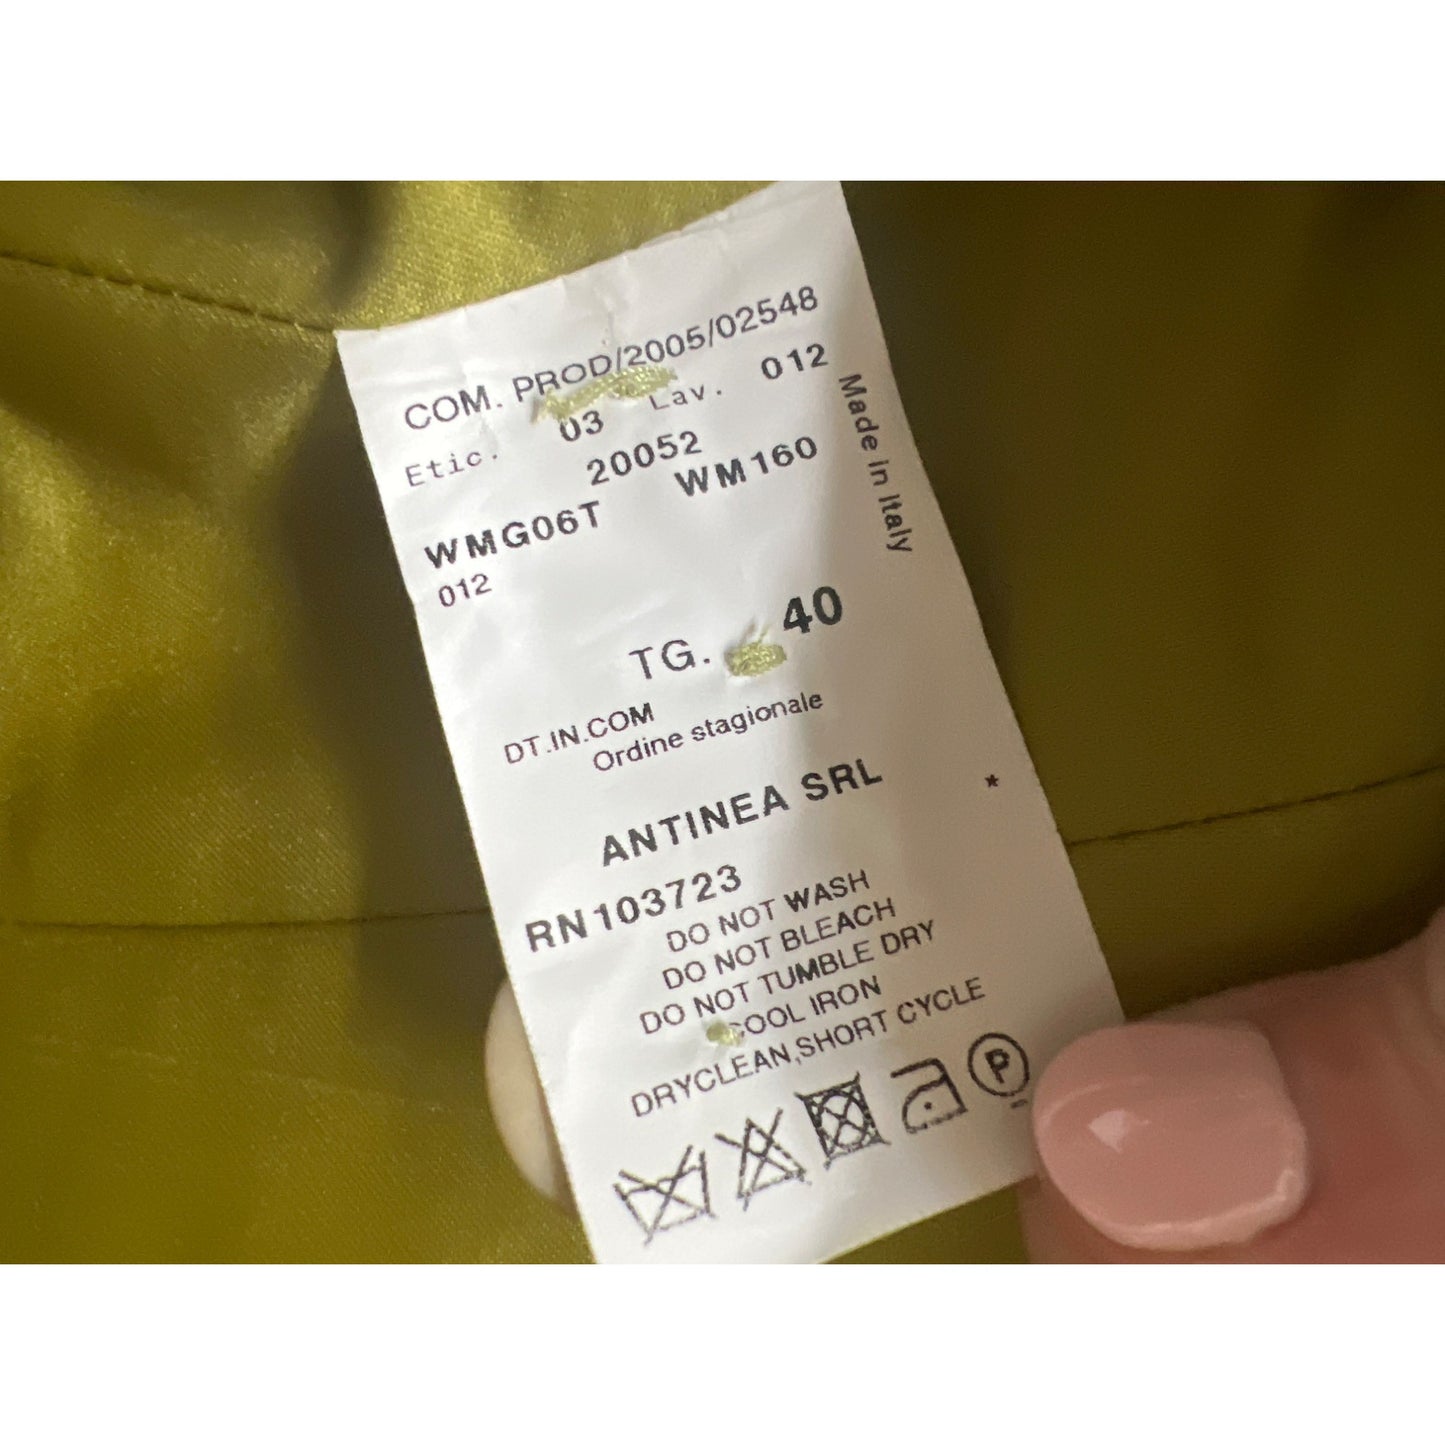 COM. PROD/2005/02548
Etic. 03 Lav. 012
20052
WMG06T WM160
012
Made in Italy
TG. 40
DT.IN.COM
Ordine stagionale
ANTINEA SRL
*
RN103723
DO NOT WASH
DO NOT BLEACH
DO NOT TUMBLE DRY
COOL IRON
DRYCLEAN,SHORT CYCLE
P